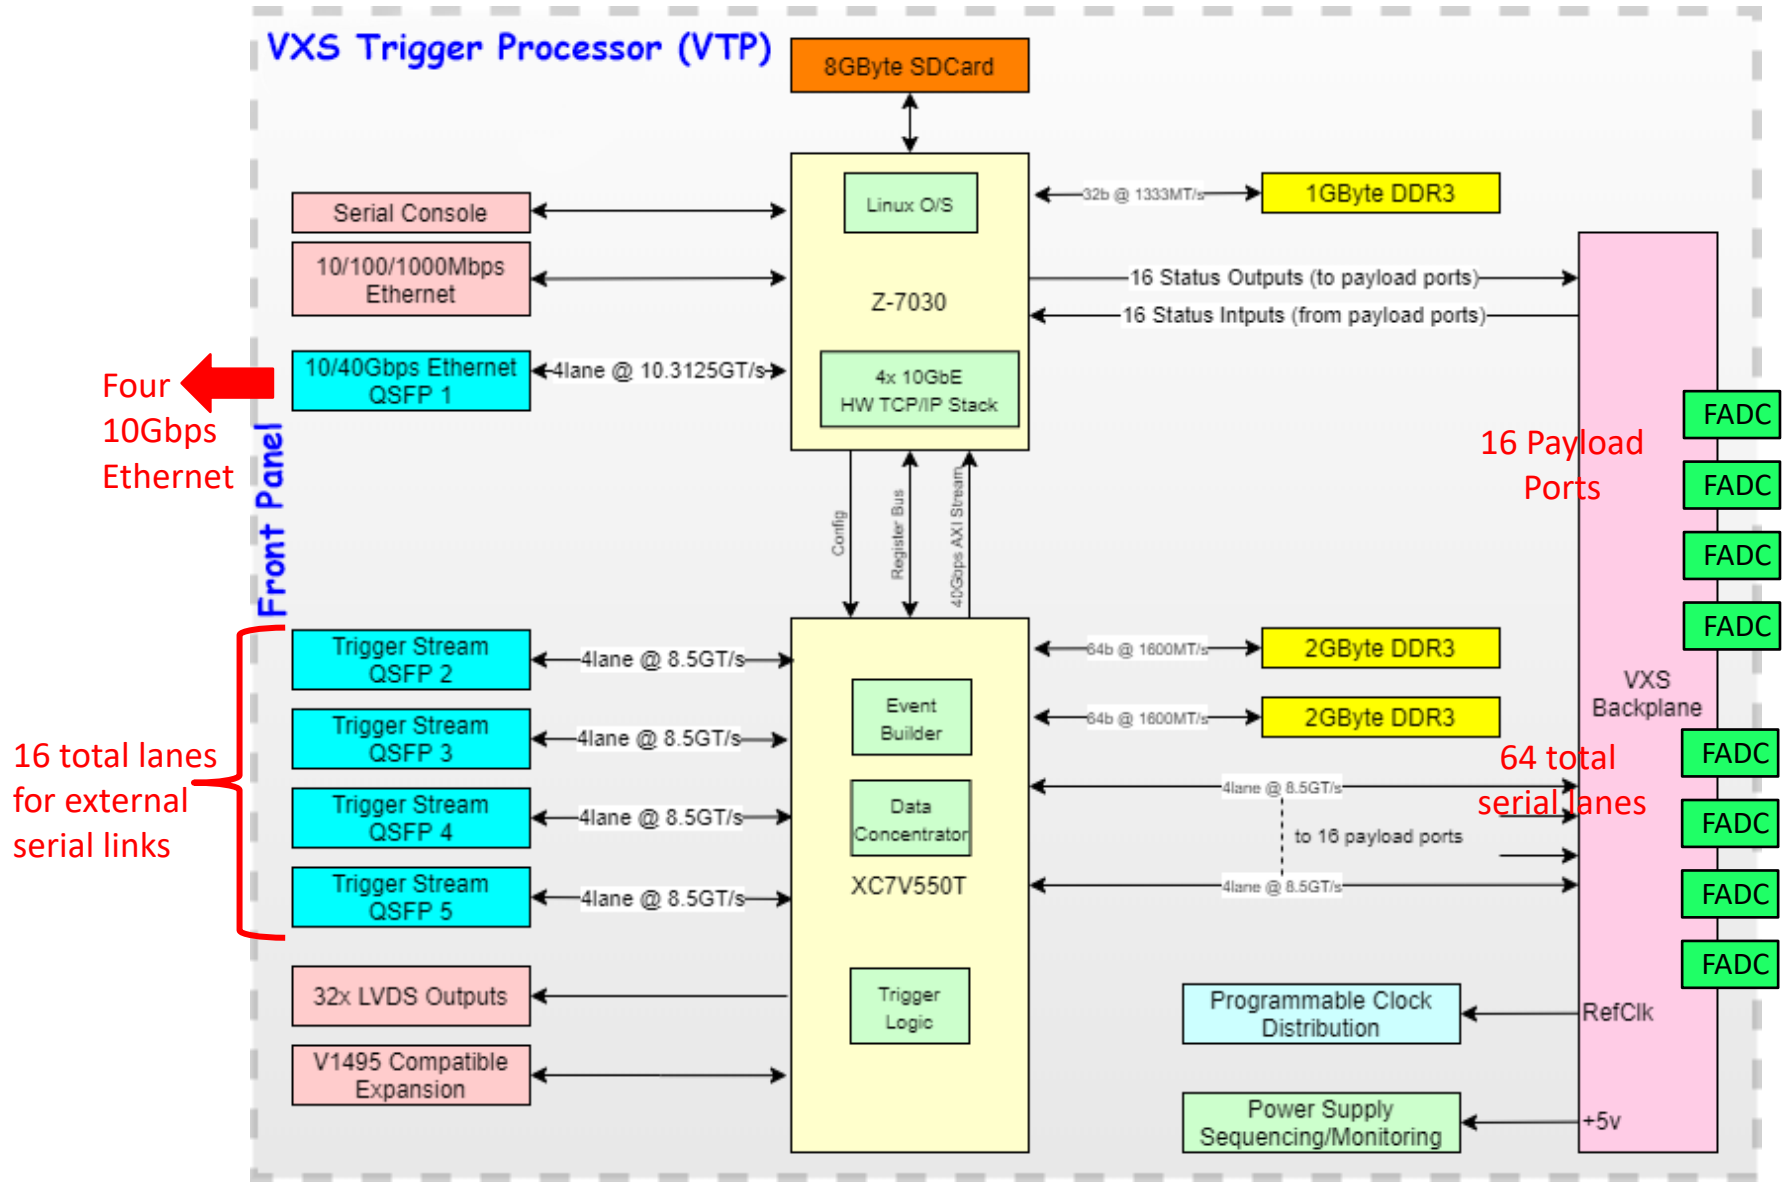 VXS Trigger Processor (VTP)
8GByte SDCard
Linux O/S
Z-7030
4x 10GbE
HW TCP/IP Stack
Serial Console
10/100/1000Mbps
Ethernet
10/40Gbps Ethernet
QSFP 1
4lane @ 10.3125GT/s
Four
10Gbps
Ethernet
Front Panel
32b @ 1333MT/s
1GByte DDR3
16 Status Outputs (to payload ports)
16 Status Intputs (from payload ports)
16 Payload
Ports
FADC
FADC
FADC
FADC
Config
Register Bus
40Gbps AXI Stream
Trigger Stream
QSFP 2
4lane @ 8.5GT/s
Trigger Stream
QSFP 3
4lane @ 8.5GT/s
Trigger Stream
QSFP 4
4lane @ 8.5GT/s
Trigger Stream
QSFP 5
4lane @ 8.5GT/s
16 total lanes
for external
serial links
32x LVDS Outputs
V1495 Compatible
Expansion
Event
Builder
Data
Concentrator
XC7V550T
Trigger
Logic
64b @ 1600MT/s
2GByte DDR3
64b @ 1600MT/s
2GByte DDR3
VXS
Backplane
64 total
serial lanes
4lane @ 8.5GT/s
to 16 payload ports
4lane @ 8.5GT/s
FADC
FADC
FADC
FADC
Programmable Clock
Distribution
RefClk
Power Supply
Sequencing/Monitoring
+5v